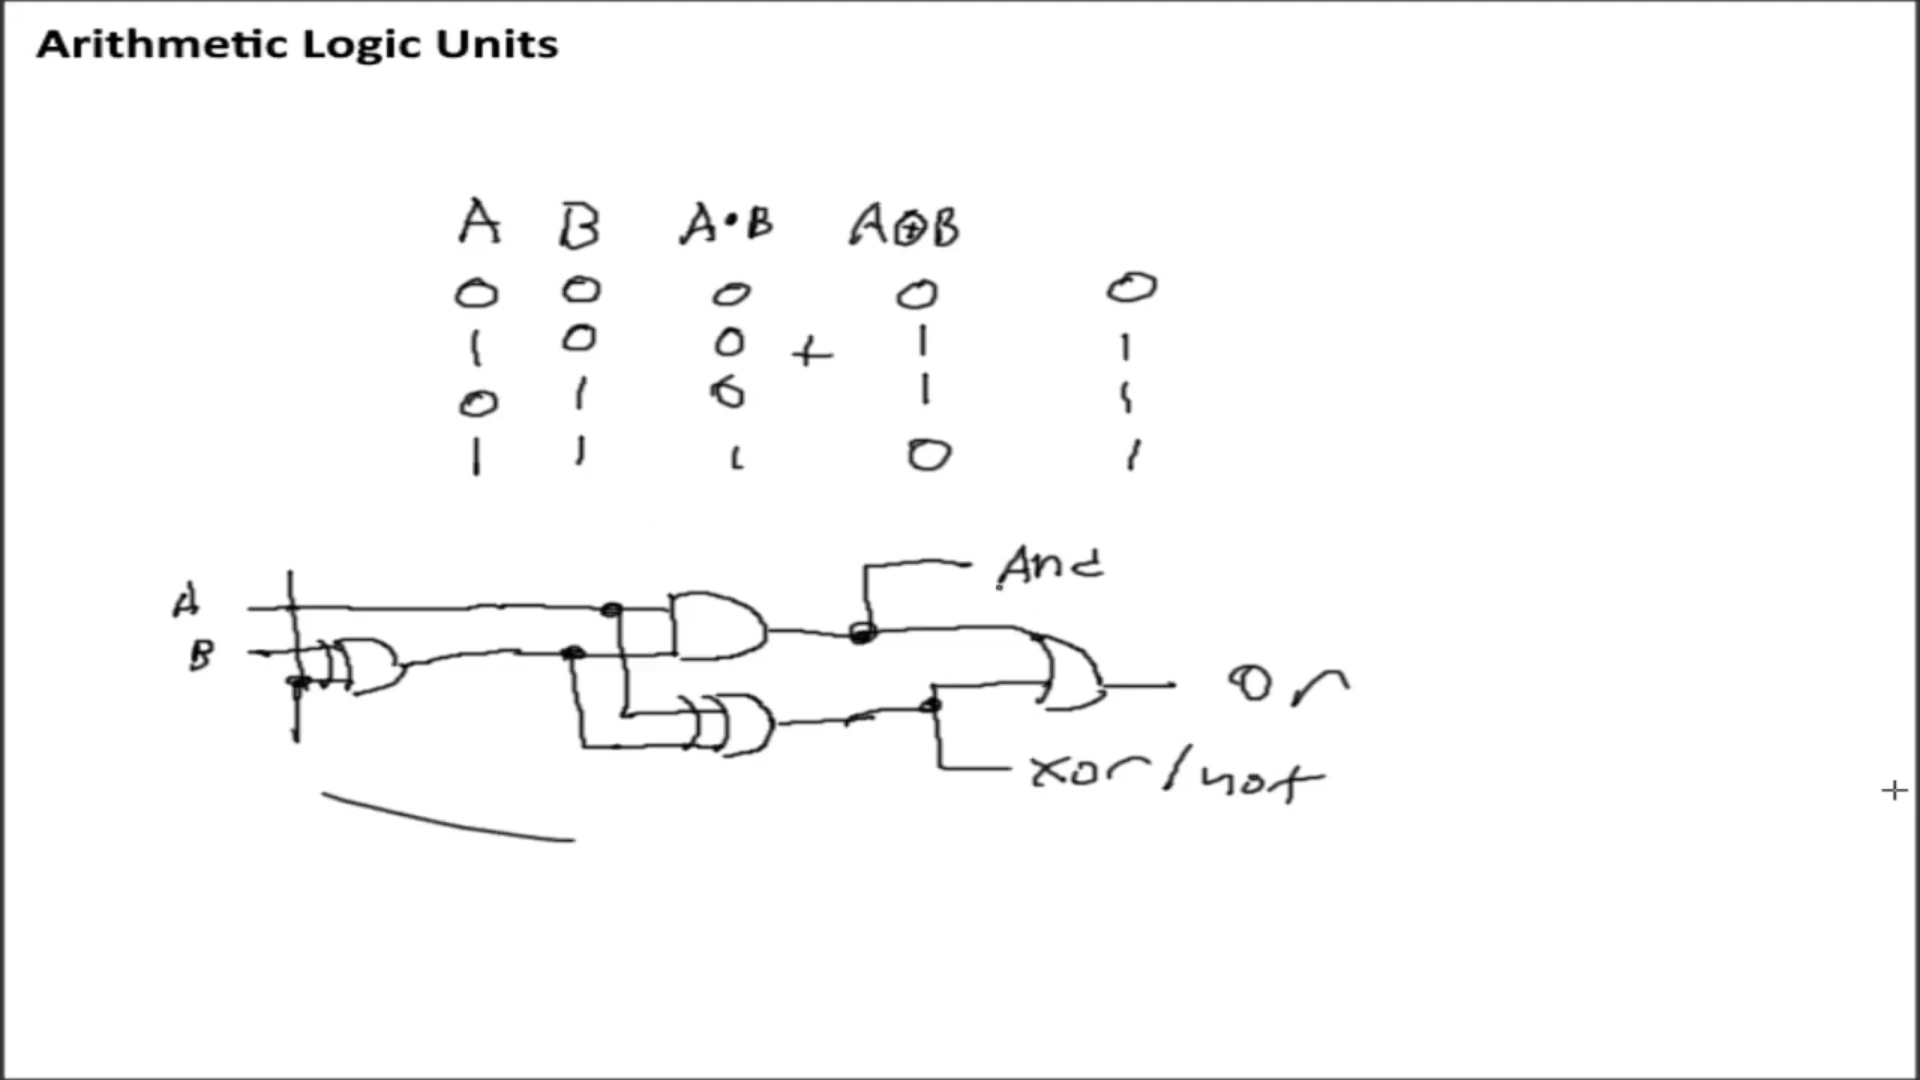 Arithmetic Logic Units
A B A•B A⊕B
0 0 0 0 0
1 0 0 + 1 1
0 1 0 1 1
1 1 1 0 1
And
A
B
Or
xor/not